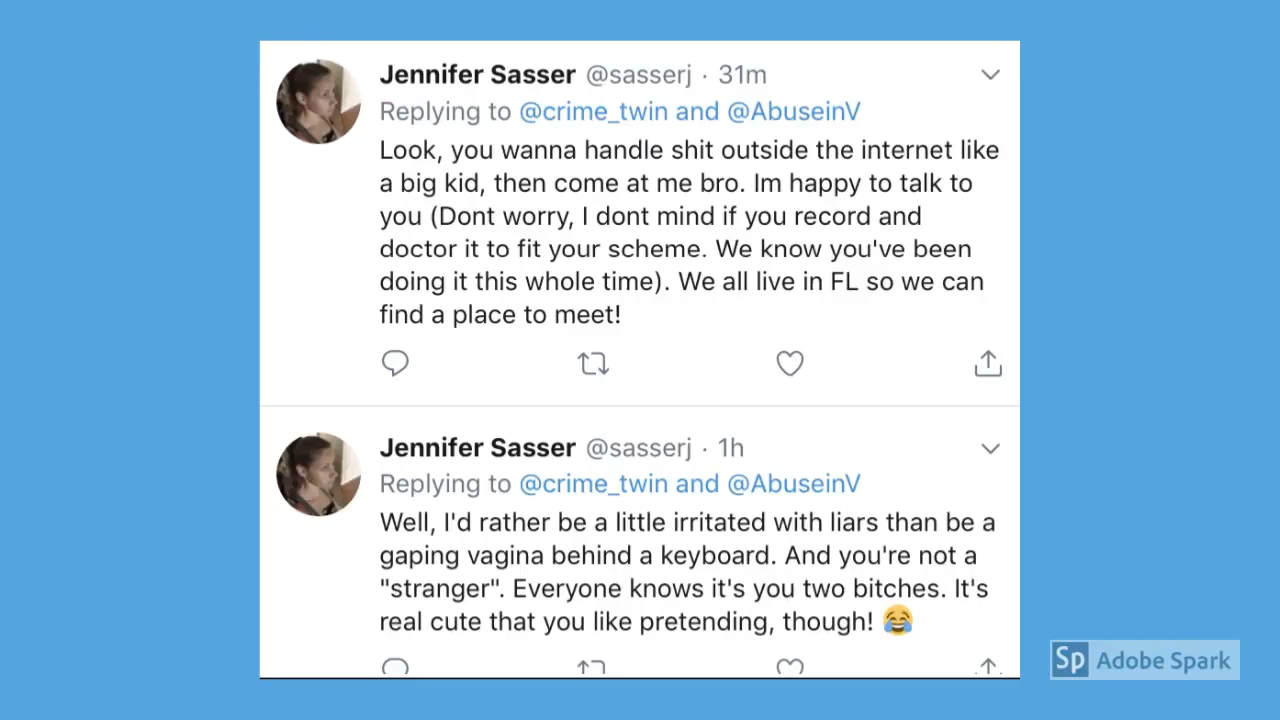 Jennifer Sasser @sasserj · 31m
Replying to @crime_twin and @AbuseinV
Look, you wanna handle shit outside the internet like
a big kid, then come at me bro. Im happy to talk to
you (Dont worry, I dont mind if you record and
doctor it to fit your scheme. We know you've been
doing it this whole time). We all live in FL so we can
find a place to meet!
Jennifer Sasser @sasserj · 1h
Replying to @crime_twin and @AbuseinV
Well, I'd rather be a little irritated with liars than be a
gaping vagina behind a keyboard. And you're not a
"stranger". Everyone knows it's you two bitches. It's
real cute that you like pretending, though! 😂
Sp Adobe Spark